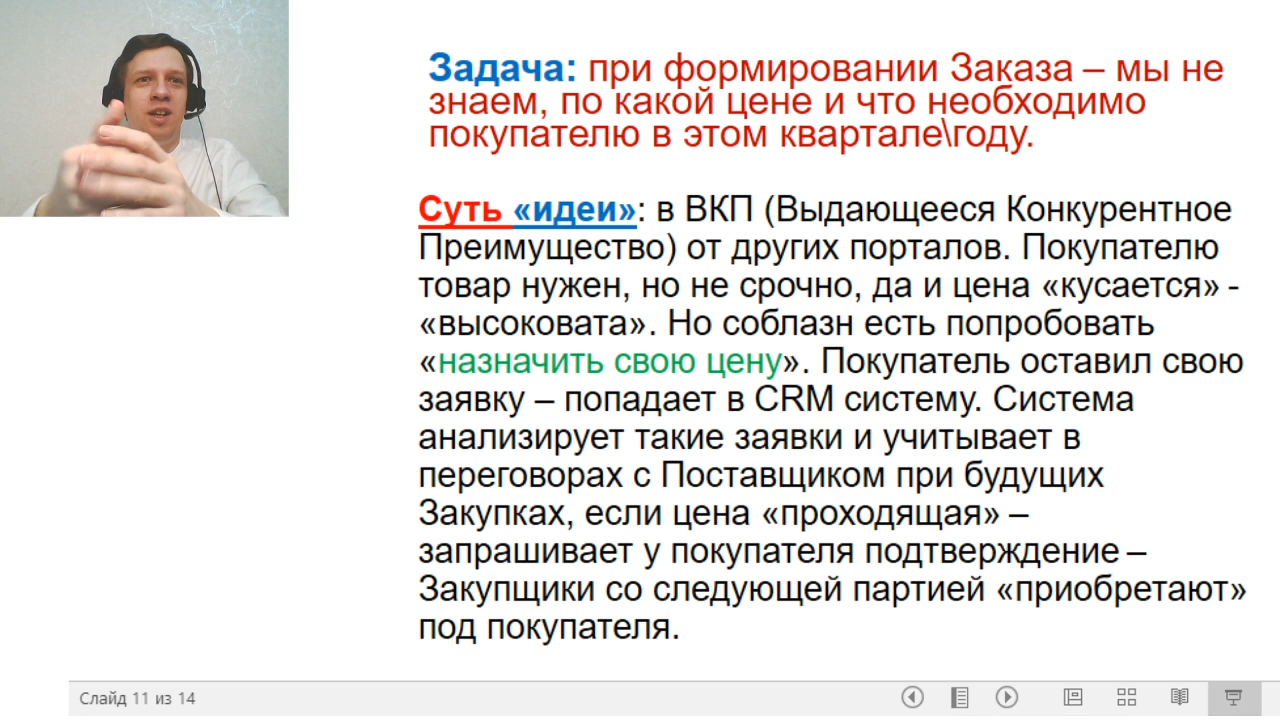 Задача: при формировании Заказа – мы не
знаем, по какой цене и что необходимо
покупателю в этом квартале\году.
Суть «идеи»: в ВКП (Выдающееся Конкурентное
Преимущество) от других порталов. Покупателю
товар нужен, но не срочно, да и цена «кусается» -
«высоковата». Но соблазн есть попробовать
«назначить свою цену». Покупатель оставил свою
заявку – попадает в CRM систему. Система
анализирует такие заявки и учитывает в
переговорах с Поставщиком при будущих
Закупках, если цена «проходящая» –
запрашивает у покупателя подтверждение –
Закупщики со следующей партией «приобретают»
под покупателя.
Слайд 11 из 14